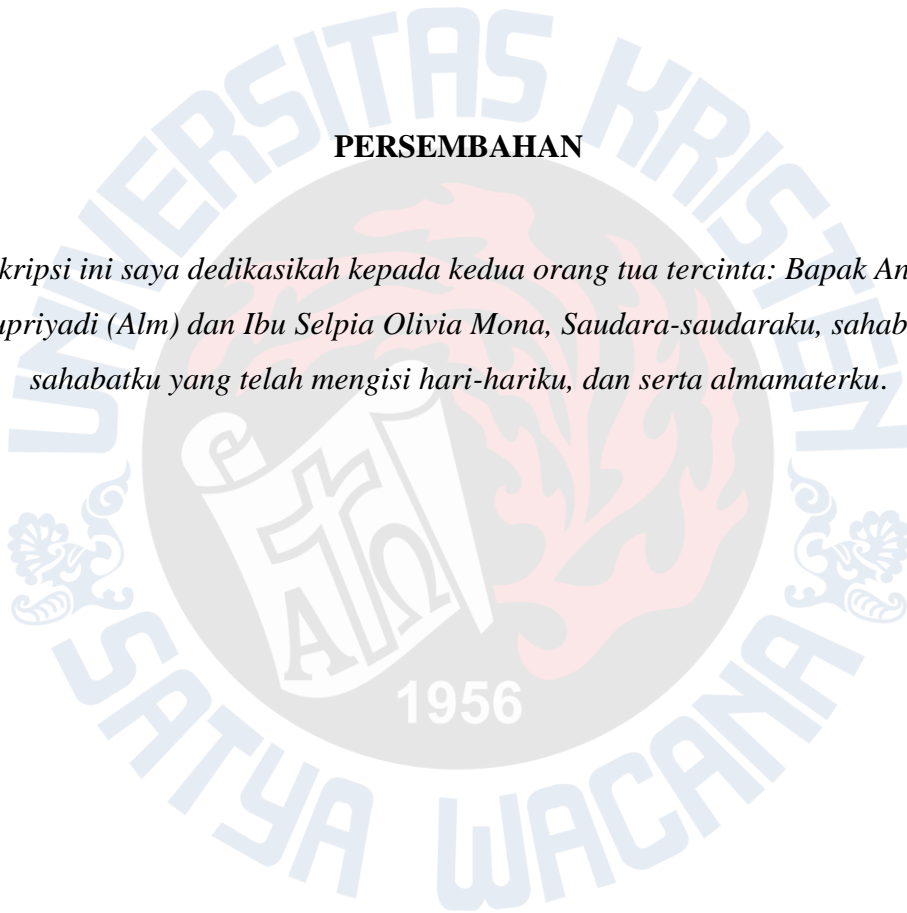 UNIVERSITAS KRISTEN
PERSEMBAHAN
kripsi ini saya dedikasikah kepada kedua orang tua tercinta: Bapak An
upriyadi (Alm) dan Ibu Selpia Olivia Mona, Saudara-saudaraku, sahab
sahabatku yang telah mengisi hari-hariku, dan serta almamaterku.
ΑΩ
1956
SATYA WACANA